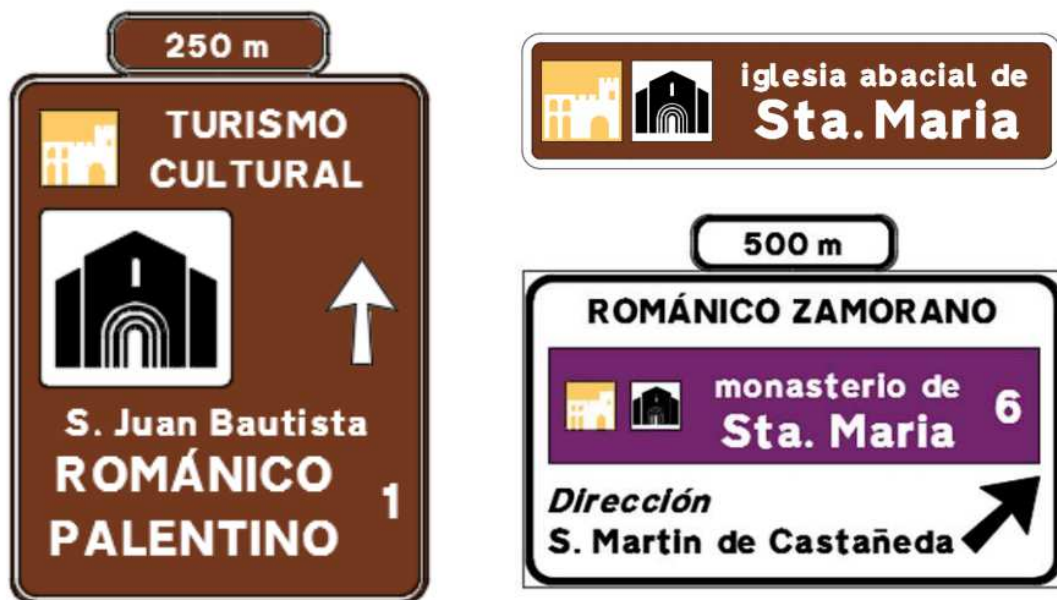 250 m
TURISMO
CULTURAL
S. Juan Bautista
ROMÁNICO
PALENTINO
1
iglesia abacial de
Sta. Maria
500 m
ROMÁNICO ZAMORANO
monasterio de
Sta. Maria
6
Dirección
S. Martin de Castañeda